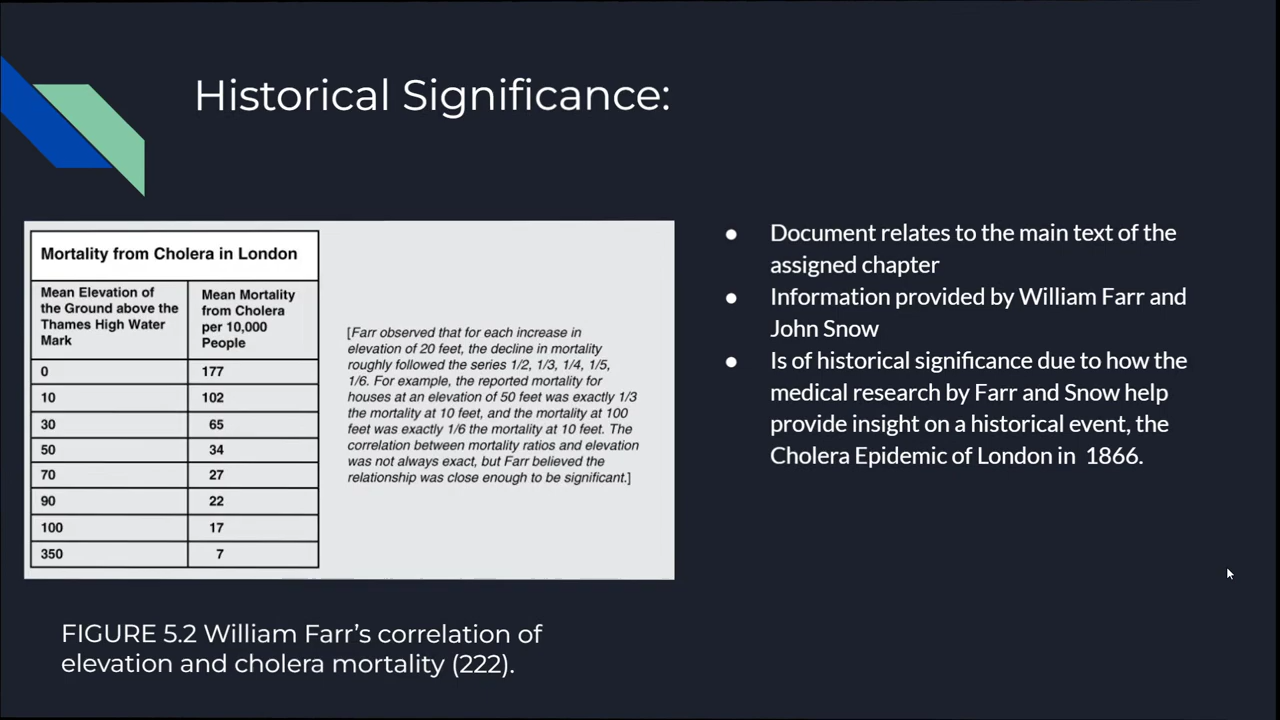 Historical Significance:
Mortality from Cholera in London
Mean Elevation of
the Ground above the
Thames High Water
Mark
Mean Mortality
from Cholera
per 10,000
People
0 177
10 102
30 65
50 34
70 27
90 22
100 17
350 7
[Farr observed that for each increase in
elevation of 20 feet, the decline in mortality
roughly followed the series 1/2, 1/3, 1/4, 1/5,
1/6. For example, the reported mortality for
houses at an elevation of 50 feet was exactly 1/3
the mortality at 10 feet, and the mortality at 100
feet was exactly 1/6 the mortality at 10 feet. The
correlation between mortality ratios and elevation
was not always exact, but Farr believed the
relationship was close enough to be significant.]
FIGURE 5.2 William Farr’s correlation of
elevation and cholera mortality (222).
● Document relates to the main text of the
assigned chapter
● Information provided by William Farr and
John Snow
● Is of historical significance due to how the
medical research by Farr and Snow help
provide insight on a historical event, the
Cholera Epidemic of London in 1866.